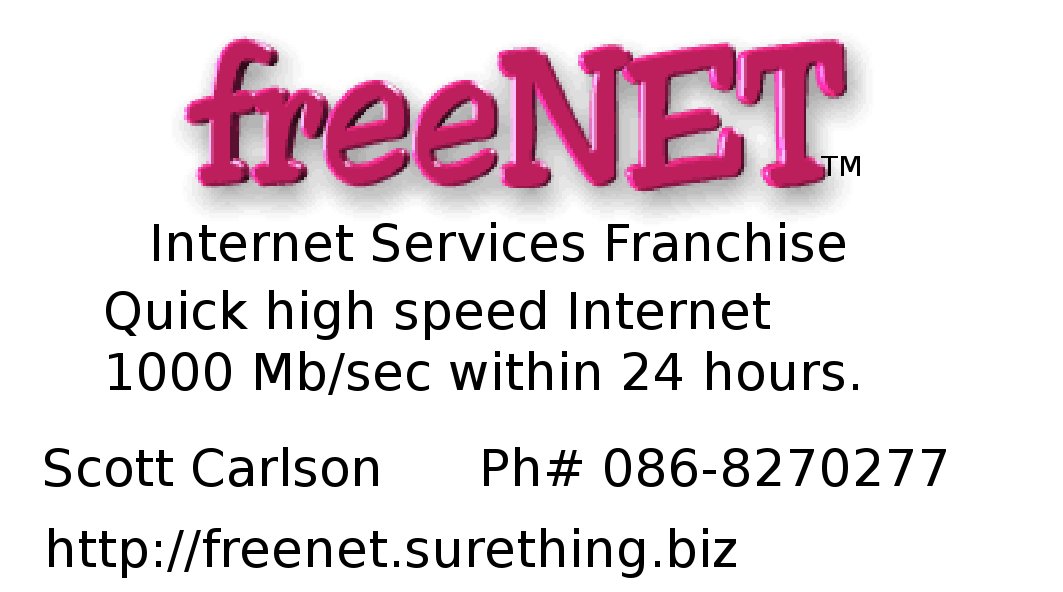 freeNET™
Internet Services Franchise
Quick high speed Internet
1000 Mb/sec within 24 hours.
Scott Carlson Ph# 086-8270277
http://freenet.surething.biz